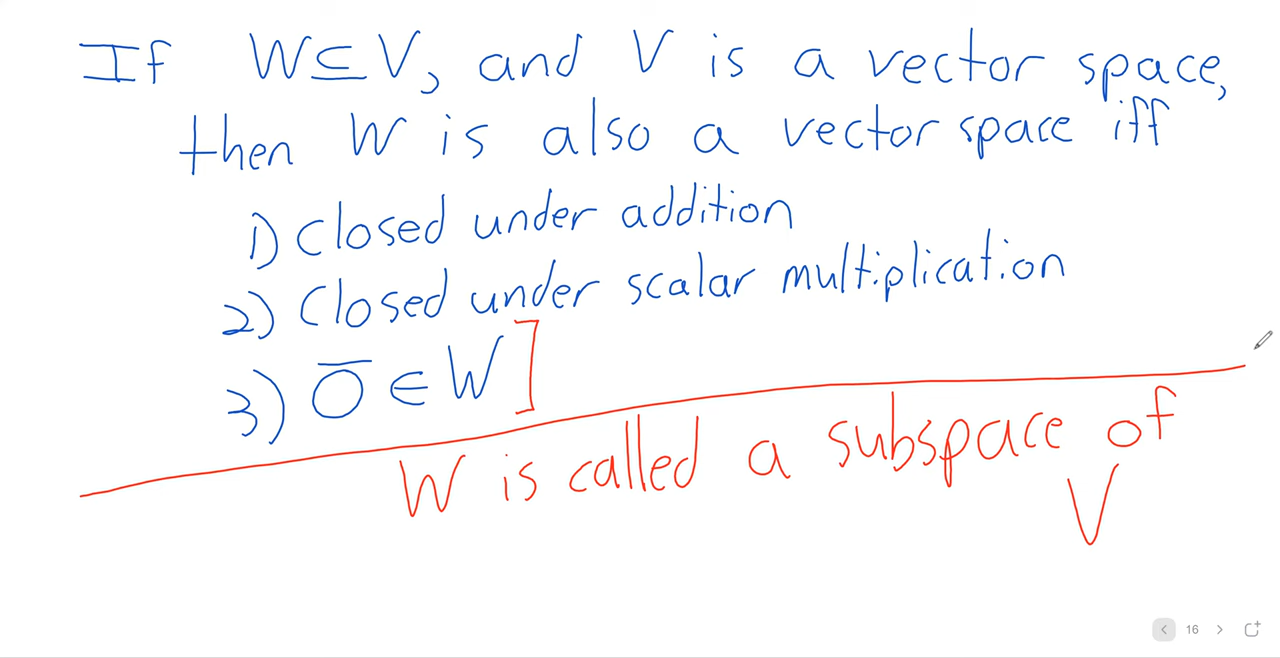 If W⊆V, and V is a vector space,
then W is also a vector space iff
1) Closed under addition
2) Closed under scalar multiplication
3) 0̅ ∈ W ]
W is called a subspace of
V
16